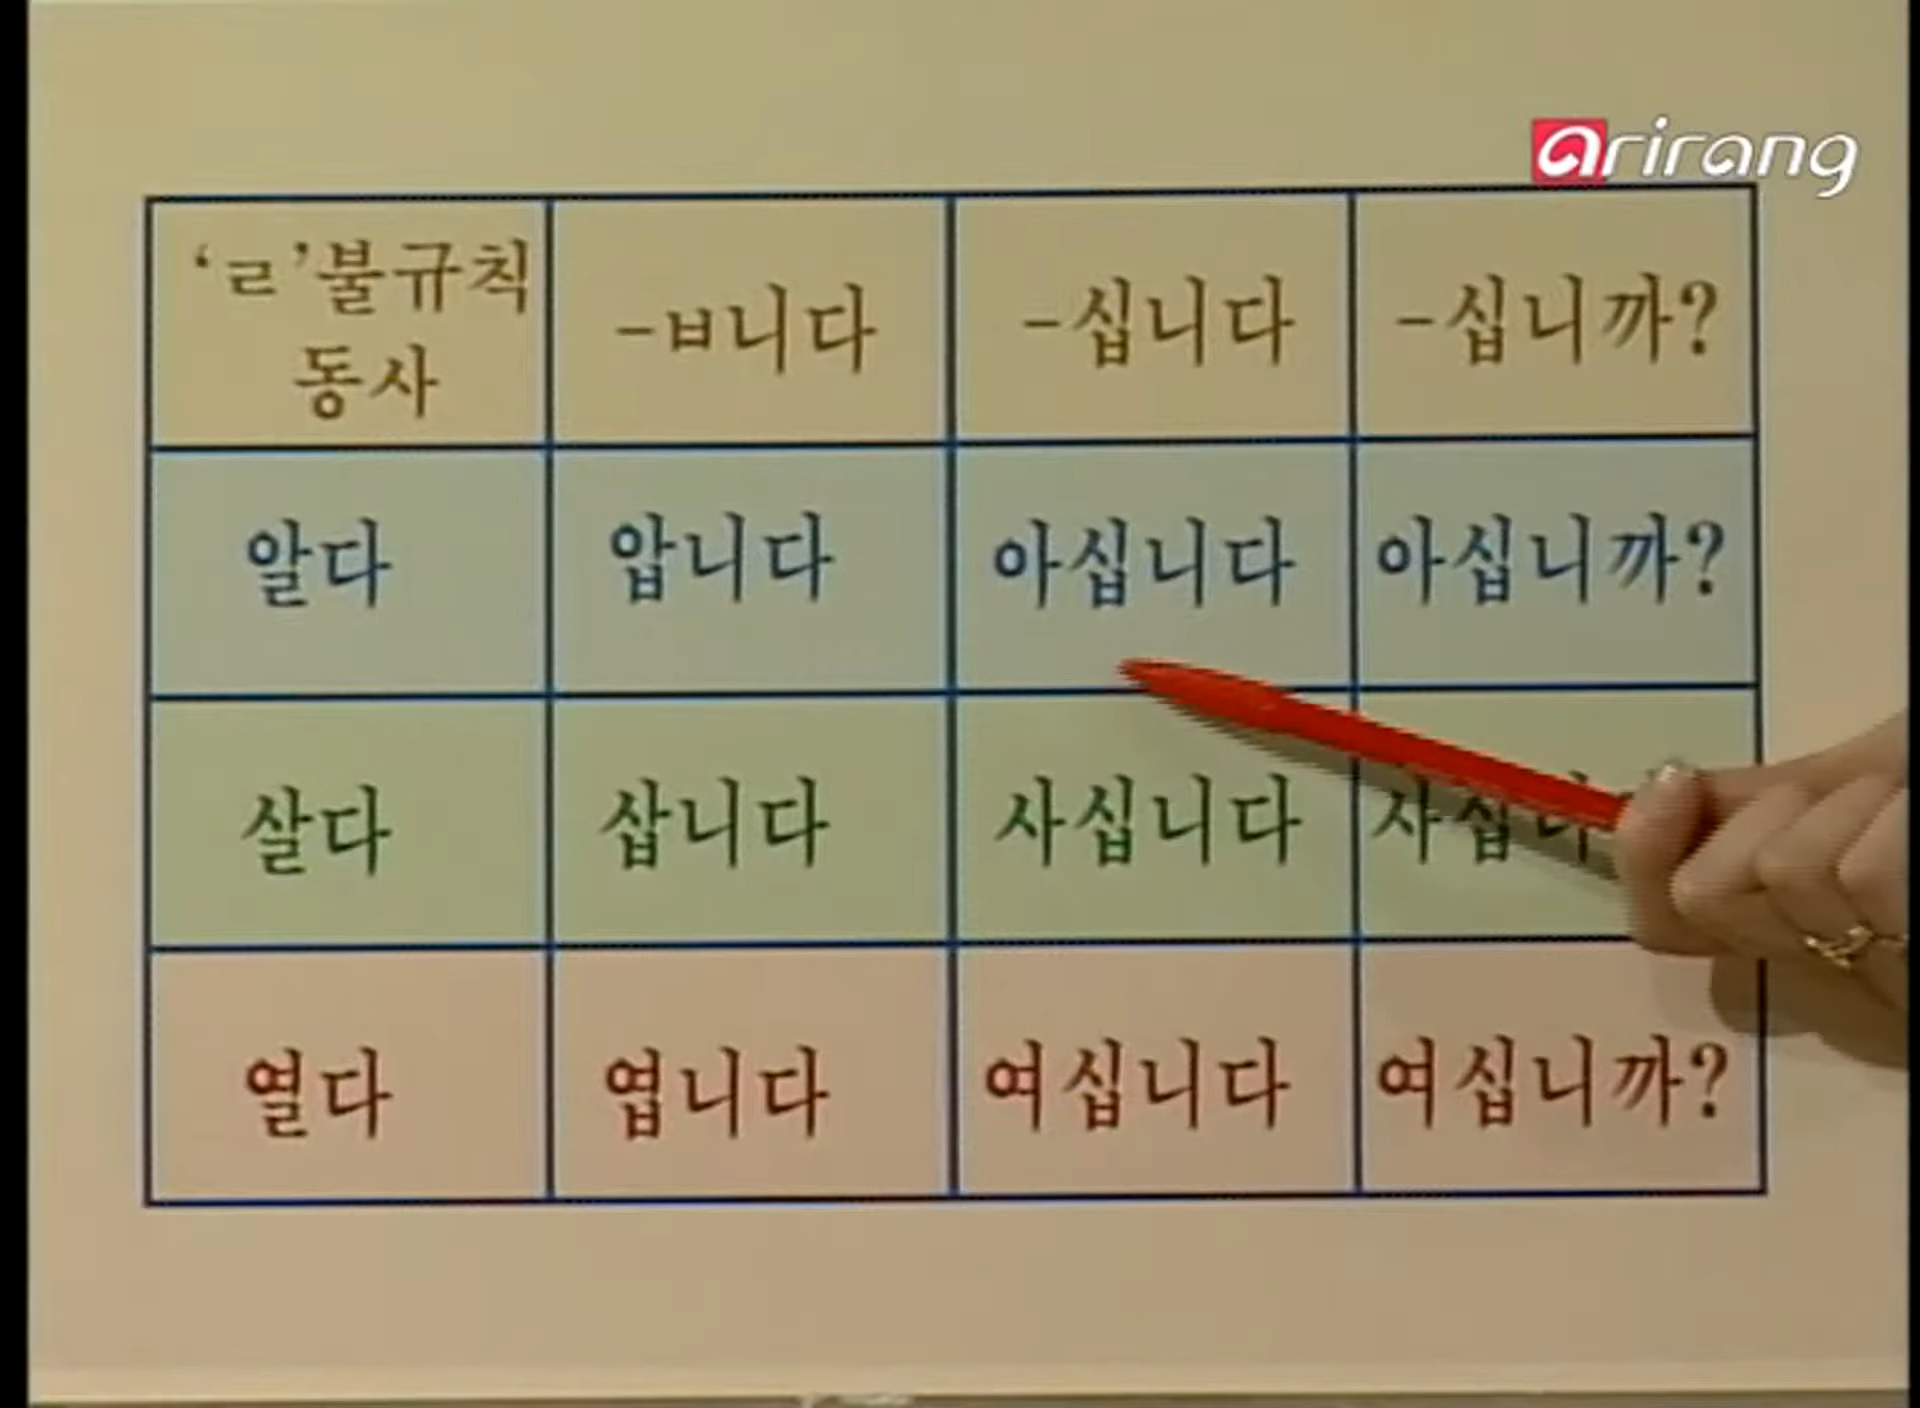 arirang
‘ㄹ’불규칙
동사
-ㅂ니다
-십니다
-십니까?
알다
압니다
아십니다
아십니까?
살다
삽니다
사십니다
열다
엽니다
여십니다
여십니까?